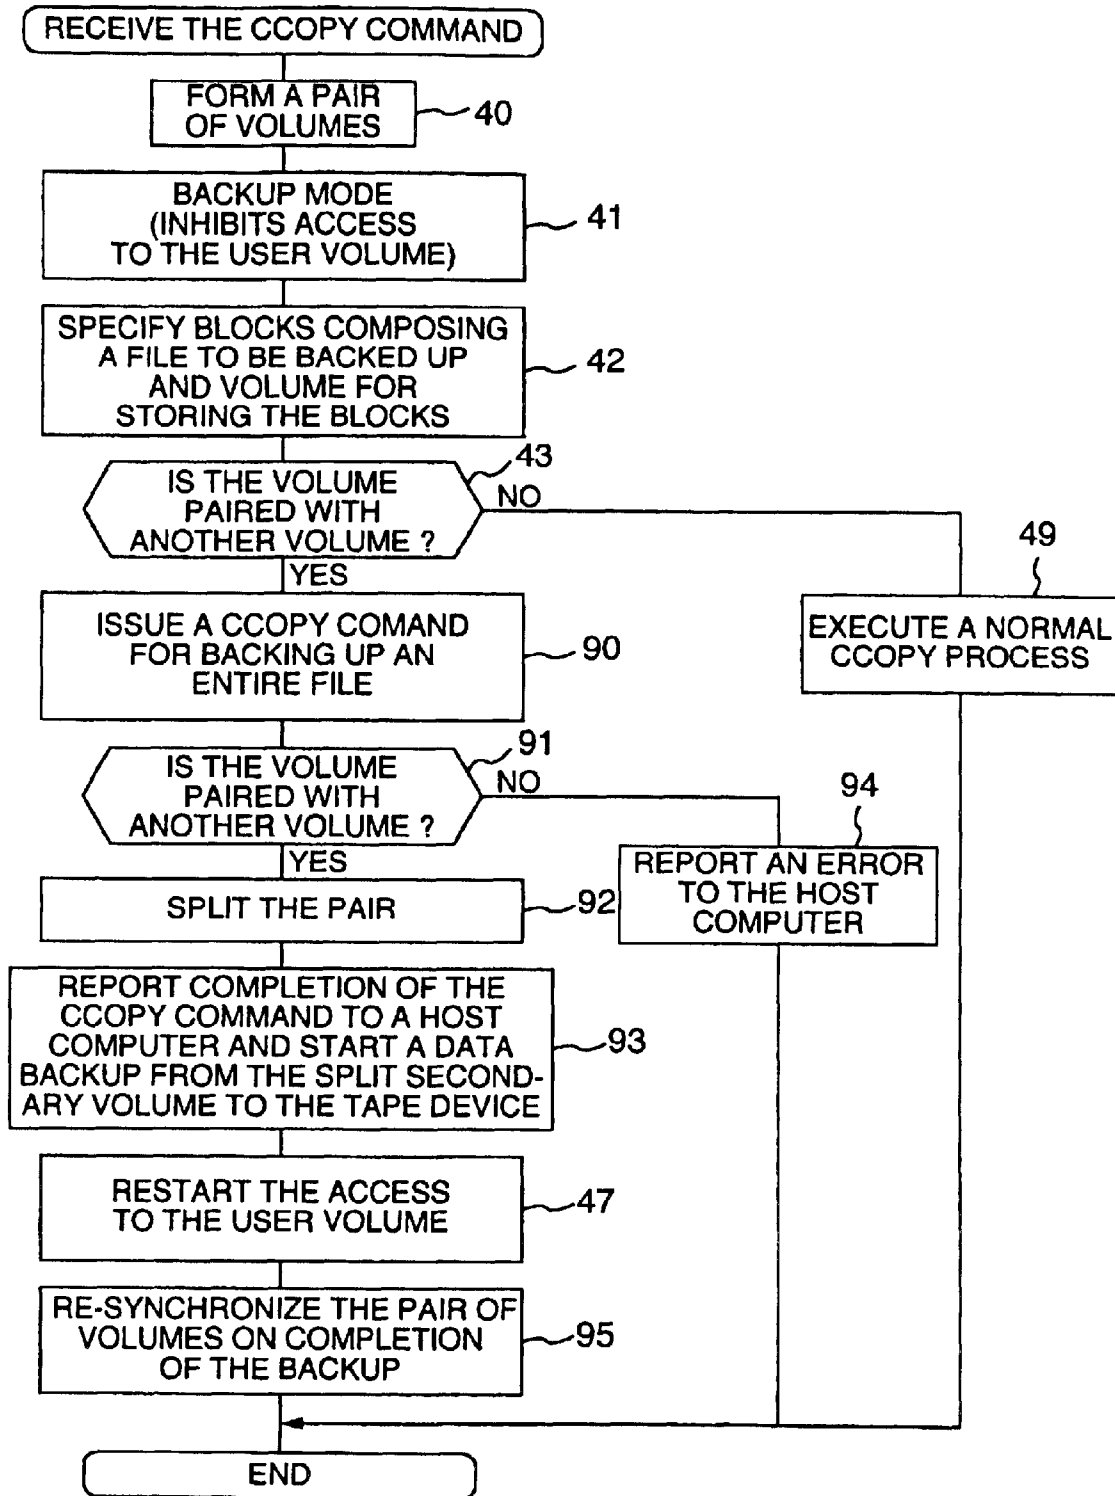 RECEIVE THE CCOPY COMMAND
FORM A PAIR
OF VOLUMES
40
BACKUP MODE
(INHIBITS ACCESS
TO THE USER VOLUME)
41
SPECIFY BLOCKS COMPOSING
A FILE TO BE BACKED UP
AND VOLUME FOR
STORING THE BLOCKS
42
43
IS THE VOLUME
PAIRED WITH
ANOTHER VOLUME ?
NO
YES
49
EXECUTE A NORMAL
CCOPY PROCESS
ISSUE A CCOPY COMAND
FOR BACKING UP AN
ENTIRE FILE
90
91
IS THE VOLUME
PAIRED WITH
ANOTHER VOLUME ?
NO
YES
94
REPORT AN ERROR
TO THE HOST
COMPUTER
SPLIT THE PAIR
92
REPORT COMPLETION OF THE
CCOPY COMMAND TO A HOST
COMPUTER AND START A DATA
BACKUP FROM THE SPLIT SECOND-
ARY VOLUME TO THE TAPE DEVICE
93
RESTART THE ACCESS
TO THE USER VOLUME
47
RE-SYNCHRONIZE THE PAIR OF
VOLUMES ON COMPLETION
OF THE BACKUP
95
END